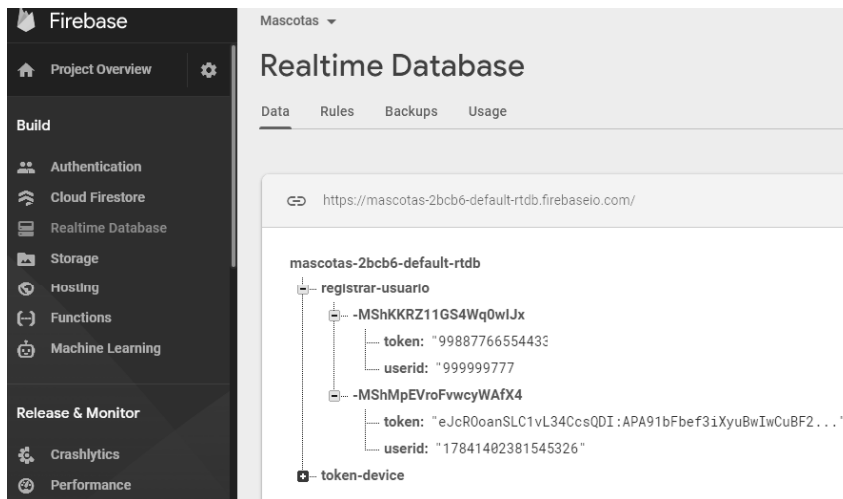 Firebase
Project Overview
Build
Authentication
Cloud Firestore
Realtime Database
Storage
Hosting
Functions
Machine Learning
Release & Monitor
Crashlytics
Performance
Mascotas
Realtime Database
Data Rules Backups Usage
https://mascotas-2bcb6-default-rtdb.firebaseio.com/
mascotas-2bcb6-default-rtdb
registrar-usuario
-MShKKRZ11GS4Wq0wIJx
token: "99887766554433
userid: "999999777
-MShMpEVroFvwcyWAfX4
token: "eJcROoanSLC1vL34CcsQDI:APA91bFbef3iXyuBwIwCuBF2..."
userid: "17841402381545326"
token-device